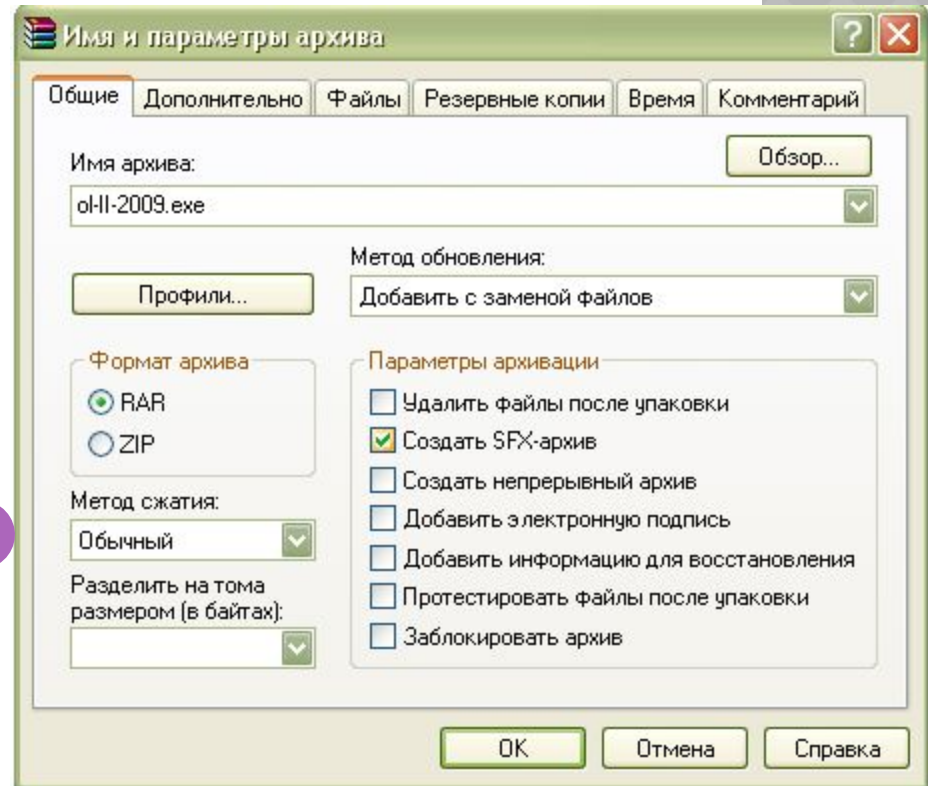 Имя и параметры архива
Общие Дополнительно Файлы Резервные копии Время Комментарий
Имя архива:
Обзор...
ol-II-2009.exe
Метод обновления:
Профили...
Добавить с заменой файлов
Формат архива
RAR
ZIP
Метод сжатия:
Обычный
Разделить на тома
размером (в байтах):
Параметры архивации
Удалить файлы после упаковки
Создать SFX-архив
Создать непрерывный архив
Добавить электронную подпись
Добавить информацию для восстановления
Протестировать файлы после упаковки
Заблокировать архив
OK Отмена Справка